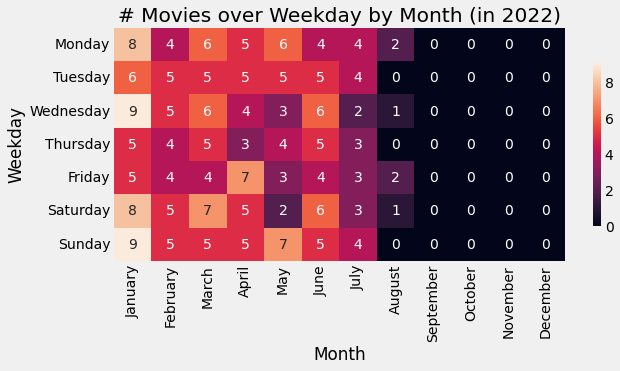 # Movies over Weekday by Month (in 2022)
Monday 8 4 6 5 6 4 4 2 0 0 0 0
Tuesday 6 5 5 5 5 5 4 0 0 0 0 0
Wednesday 9 5 6 4 3 6 2 1 0 0 0 0
Thursday 5 4 5 3 4 5 3 0 0 0 0 0
Friday 5 4 4 7 3 4 3 2 0 0 0 0
Saturday 8 5 7 5 2 6 3 1 0 0 0 0
Sunday 9 5 5 5 7 5 4 0 0 0 0 0
January February March April May June July August September October November December
Month
Weekday
8
6
4
2
0